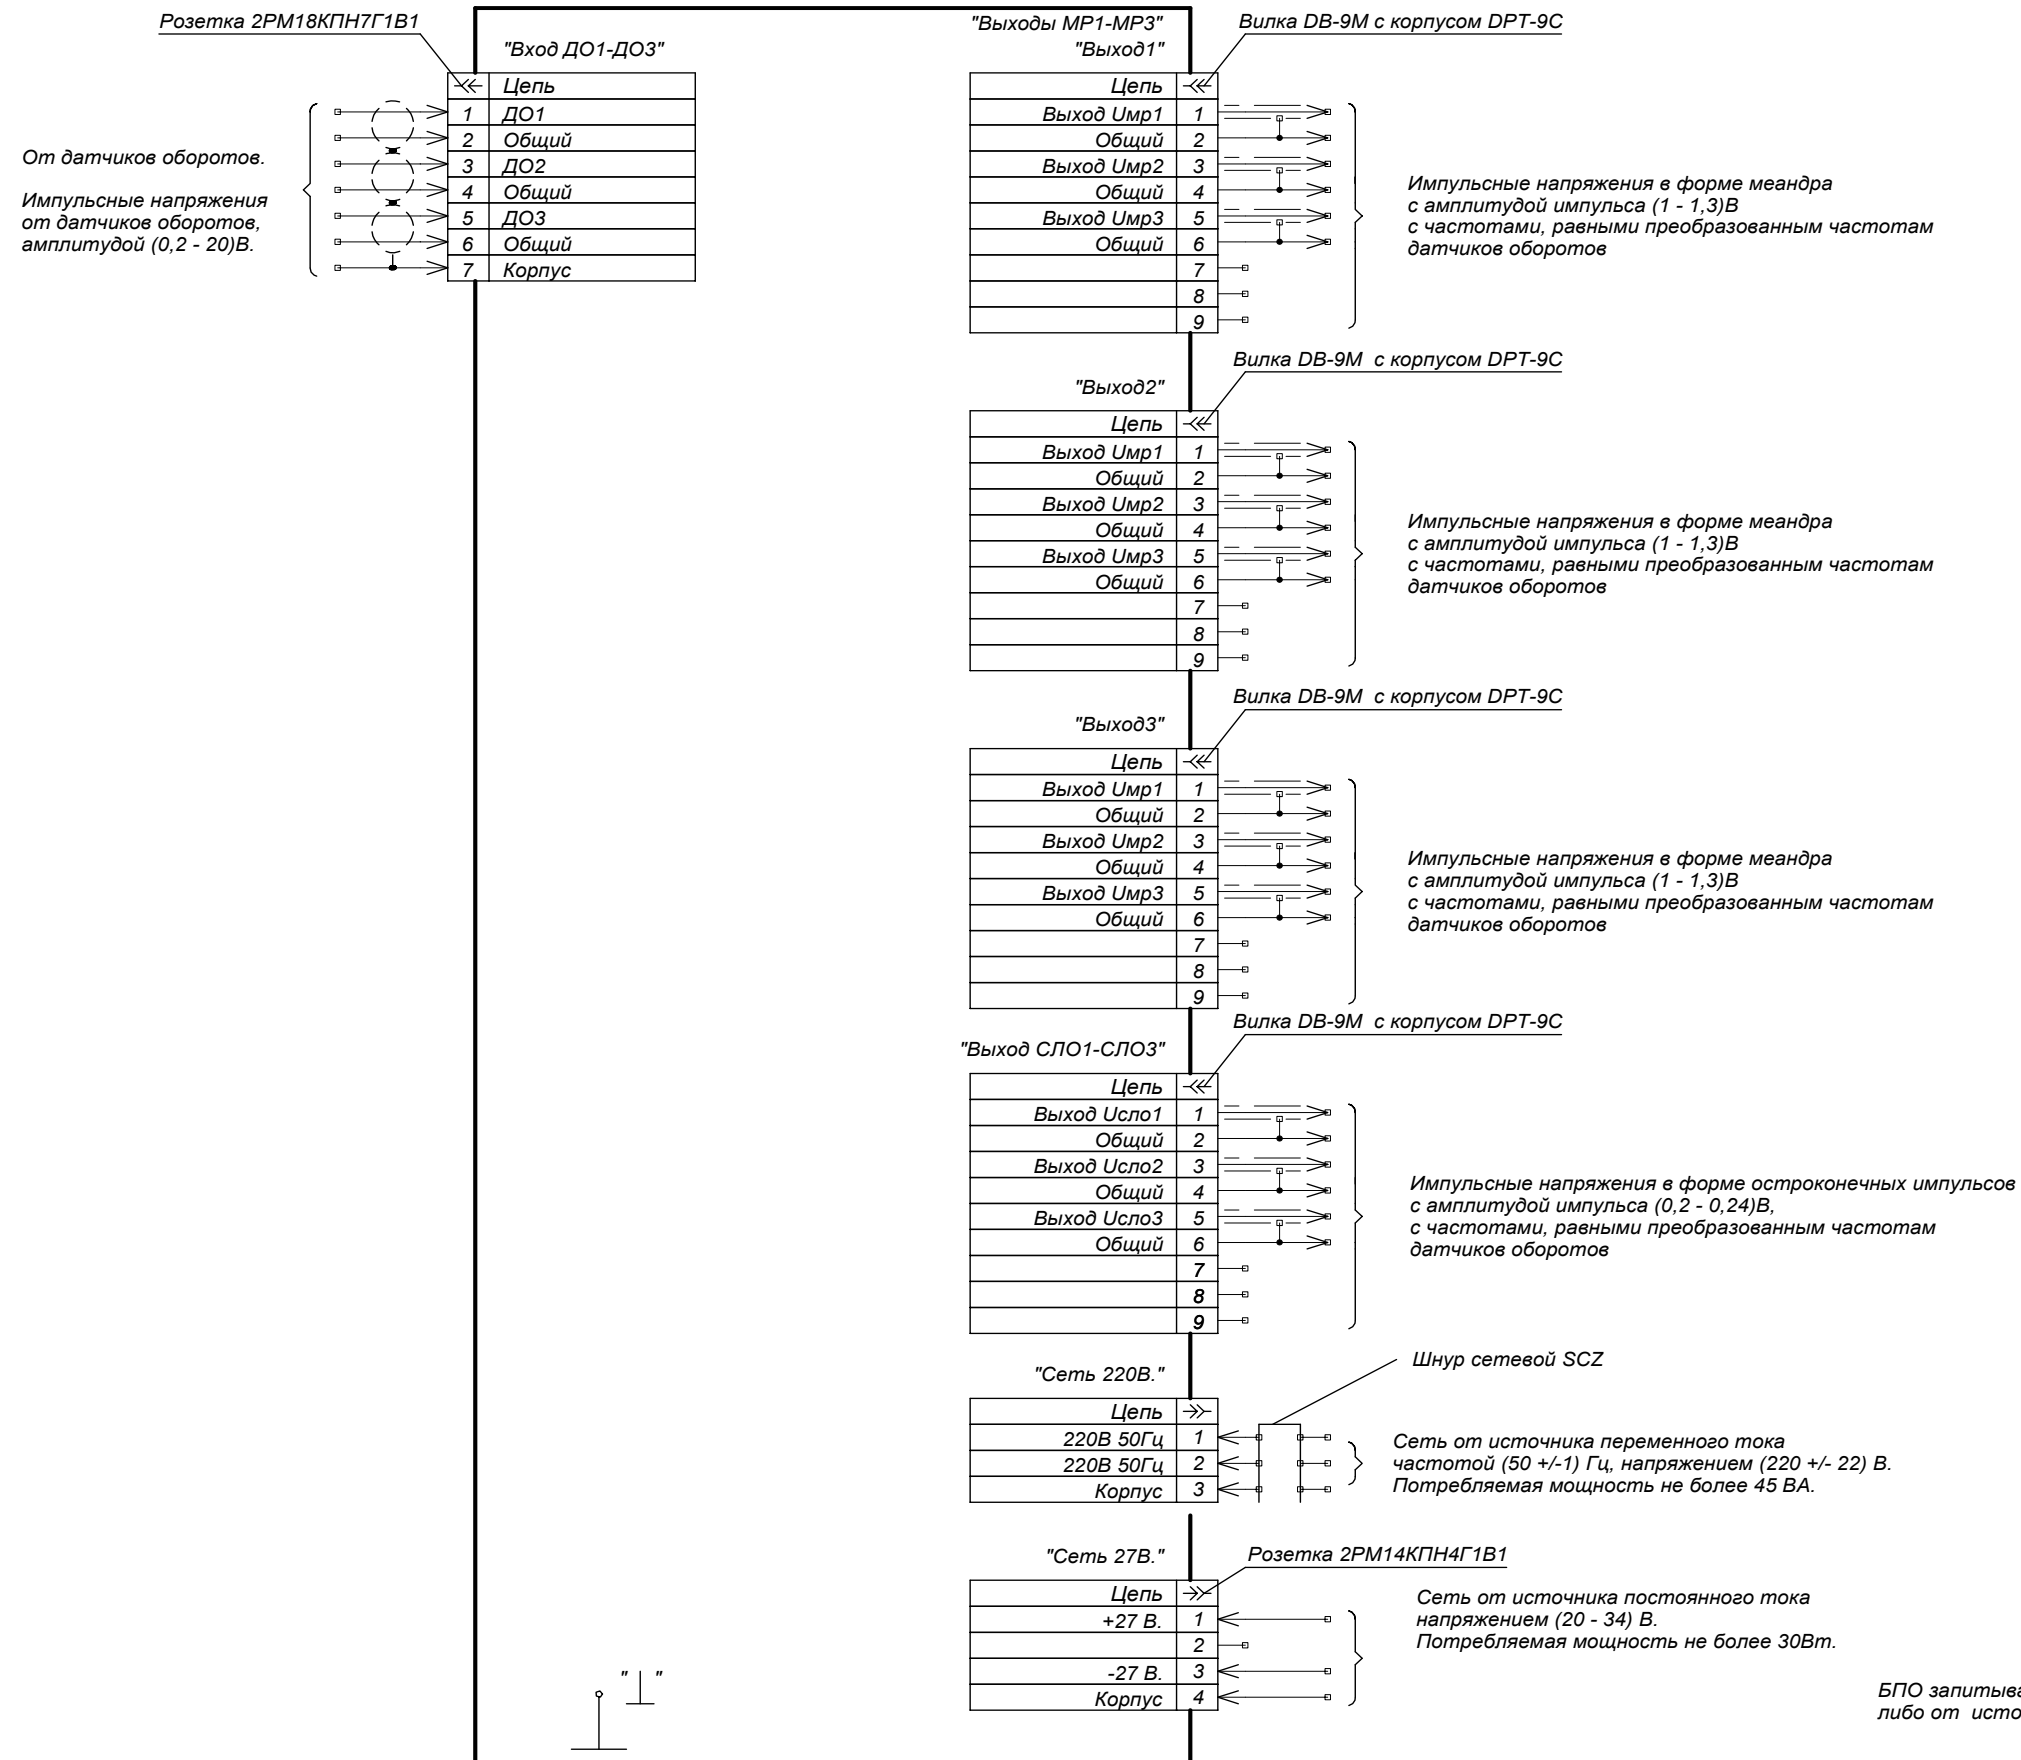 Розетка 2РМ18КПН7Г1В1
"Вход ДО1-ДО3"
Цепь
1 ДО1
2 Общий
3 ДО2
4 Общий
5 ДО3
6 Общий
7 Корпус
От датчиков оборотов.
Импульсные напряжения
от датчиков оборотов,
амплитудой (0,2 - 20)В.
"Выходы МР1-МР3"
"Выход1"
Вилка DB-9M с корпусом DPT-9C
Цепь
Выход Uмр1 1
Общий 2
Выход Uмр2 3
Общий 4
Выход Uмр3 5
Общий 6
7
8
9
Импульсные напряжения в форме меандра
с амплитудой импульса (1 - 1,3)В
с частотами, равными преобразованным частотам
датчиков оборотов
"Выход2"
Вилка DB-9M с корпусом DPT-9C
Цепь
Выход Uмр1 1
Общий 2
Выход Uмр2 3
Общий 4
Выход Uмр3 5
Общий 6
7
8
9
Импульсные напряжения в форме меандра
с амплитудой импульса (1 - 1,3)В
с частотами, равными преобразованным частотам
датчиков оборотов
"Выход3"
Вилка DB-9M с корпусом DPT-9C
Цепь
Выход Uмр1 1
Общий 2
Выход Uмр2 3
Общий 4
Выход Uмр3 5
Общий 6
7
8
9
Импульсные напряжения в форме меандра
с амплитудой импульса (1 - 1,3)В
с частотами, равными преобразованным частотам
датчиков оборотов
"Выход СЛО1-СЛО3"
Вилка DB-9M с корпусом DPT-9C
Цепь
Выход Uсло1 1
Общий 2
Выход Uсло2 3
Общий 4
Выход Uсло3 5
Общий 6
7
8
9
Импульсные напряжения в форме остроконечных импульсов
с амплитудой импульса (0,2 - 0,24)В,
с частотами, равными преобразованным частотам
датчиков оборотов
"Сеть 220В."
Шнур сетевой SCZ
Цепь
220В 50Гц 1
220В 50Гц 2
Корпус 3
Сеть от источника переменного тока
частотой (50 +/-1) Гц, напряжением (220 +/- 22) В.
Потребляемая мощность не более 45 ВА.
"Сеть 27В."
Розетка 2РМ14КПН4Г1В1
Цепь
+27 В. 1
2
-27 В. 3
Корпус 4
Сеть от источника постоянного тока
напряжением (20 - 34) В.
Потребляемая мощность не более 30Вт.
БПО
либо от